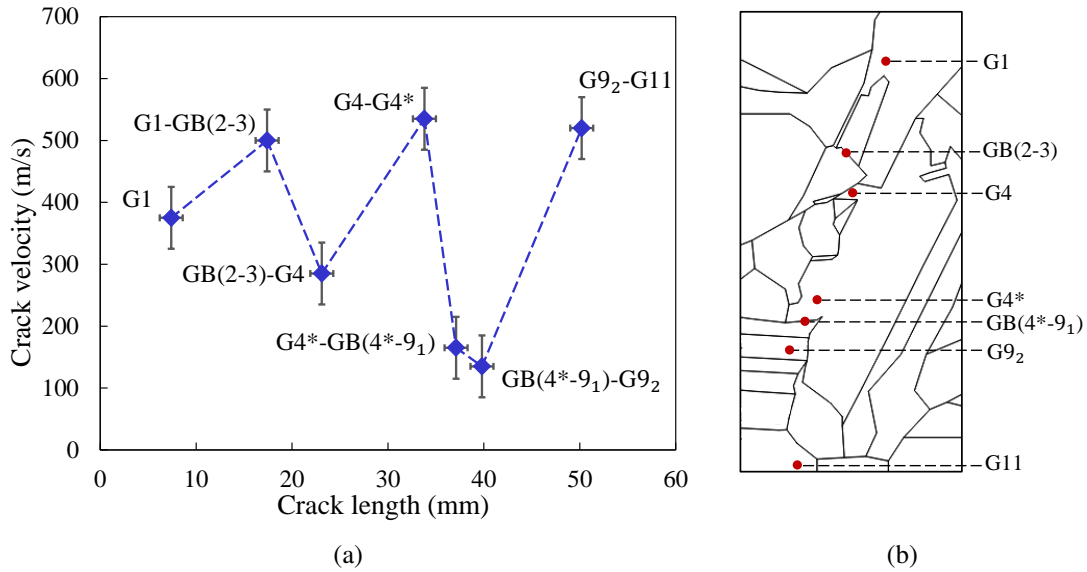 700
600
500
400
300
200
100
0
0 10 20 30 40 50 60
Crack velocity (m/s)
Crack length (mm)
G1
G1-GB(2-3)
GB(2-3)-G4
G4-G4*
G4*-GB(4*-9₁)
GB(4*-9₁)-G9₂
G9₂-G11
(a)
G1
GB(2-3)
G4
G4*
GB(4*-9₁)
G9₂
G11
(b)